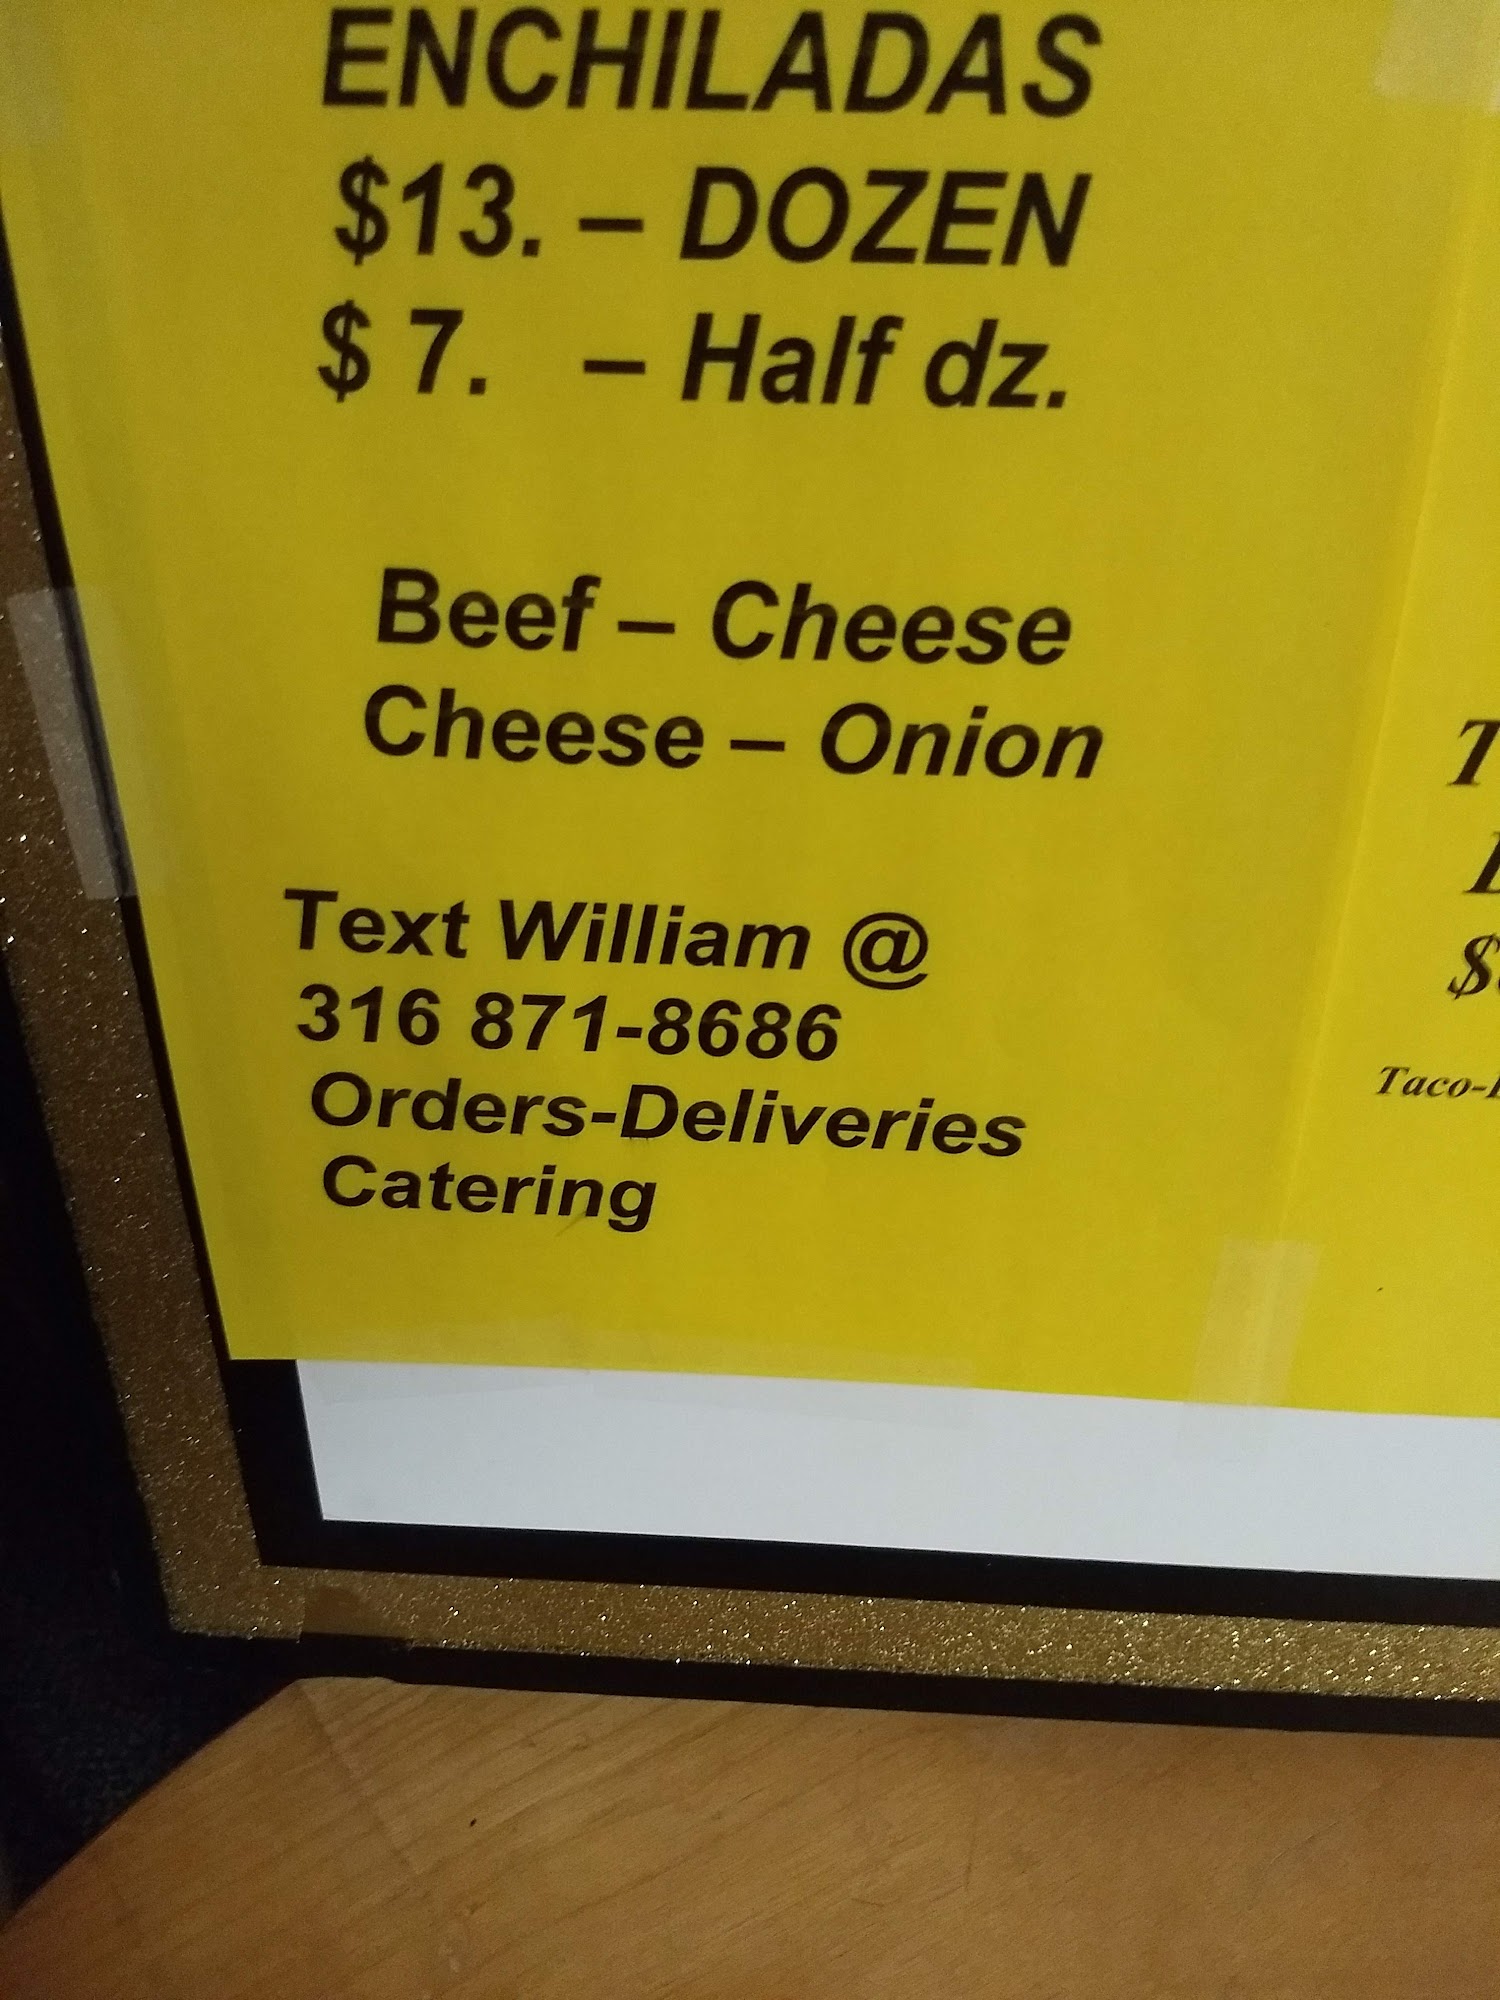 ENCHILADAS
$13. – DOZEN
$ 7. – Half dz.
Beef – Cheese
Cheese – Onion
Text William @
316 871-8686
Orders-Deliveries
Catering